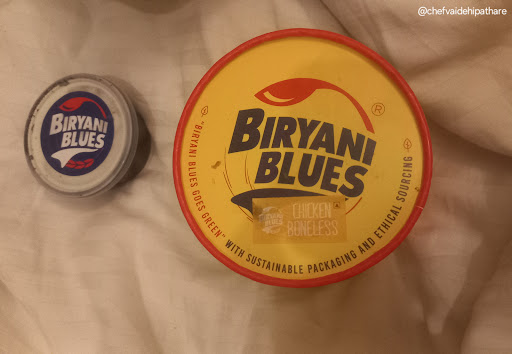 @chefvaidehipathare
BIRYANI
BLUES
®
BIRYANI
BLUES
CHICKEN
BONELESS
"BIRYANI BLUES GOES GREEN" WITH SUSTAINABLE PACKAGING AND ETHICAL SOURCING